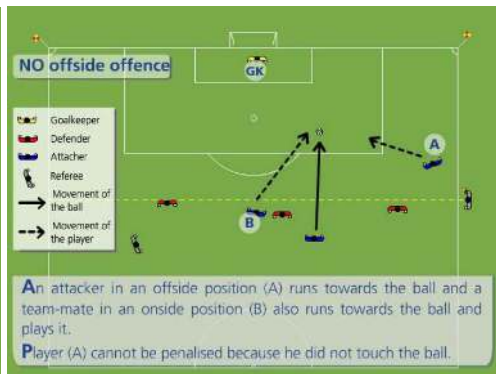 NO offside offence
GK
Goalkeeper
Defender
Attacher
Referee
Movement of
the ball
Movement of
the player
A
B
An attacker in an offside position (A) runs towards the ball and a
team-mate in an onside position (B) also runs towards the ball and
plays it.
Player (A) cannot be penalised because he did not touch the ball.